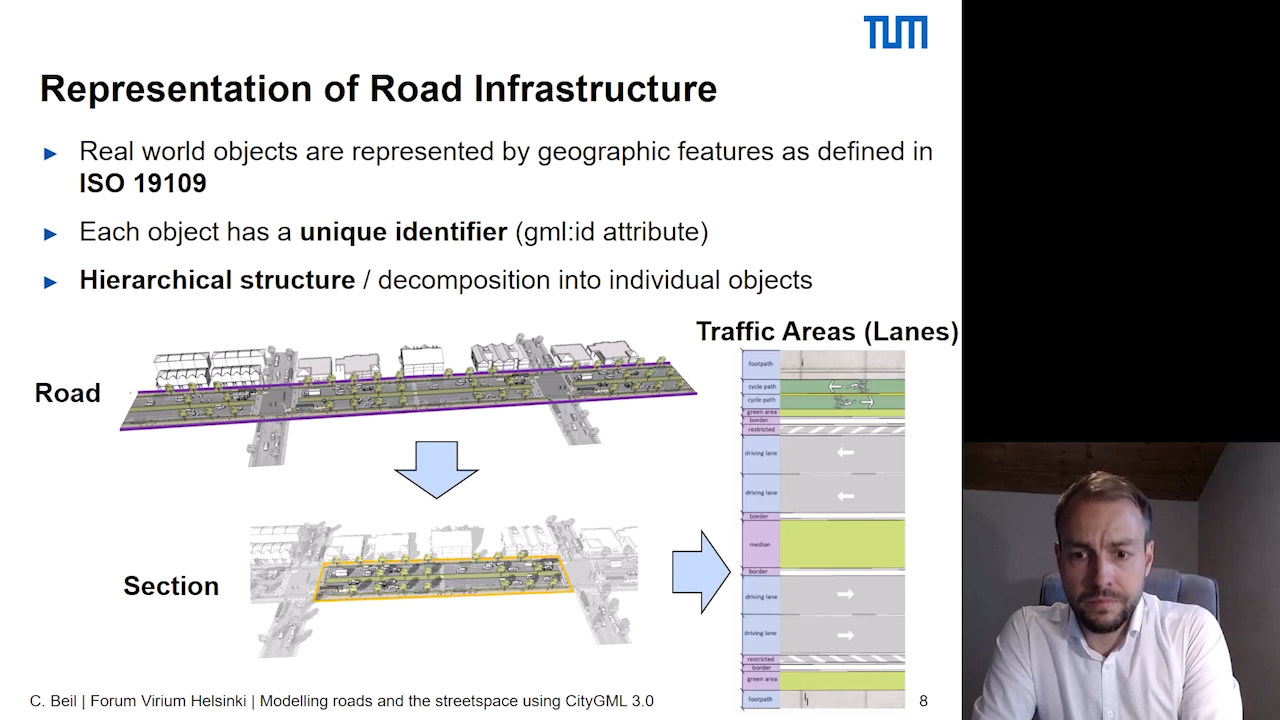 TUM
Representation of Road Infrastructure
Real world objects are represented by geographic features as defined in
ISO 19109
Each object has a unique identifier (gml:id attribute)
Hierarchical structure / decomposition into individual objects
Traffic Areas (Lanes)
Road
Section
footpath
cycle path
cycle path
green area
border
restricted
driving lane
driving lane
border
median
border
driving lane
driving lane
restricted
border
green area
footpath
C. Beil | Forum Virium Helsinki | Modelling roads and the streetspace using CityGML 3.0
8